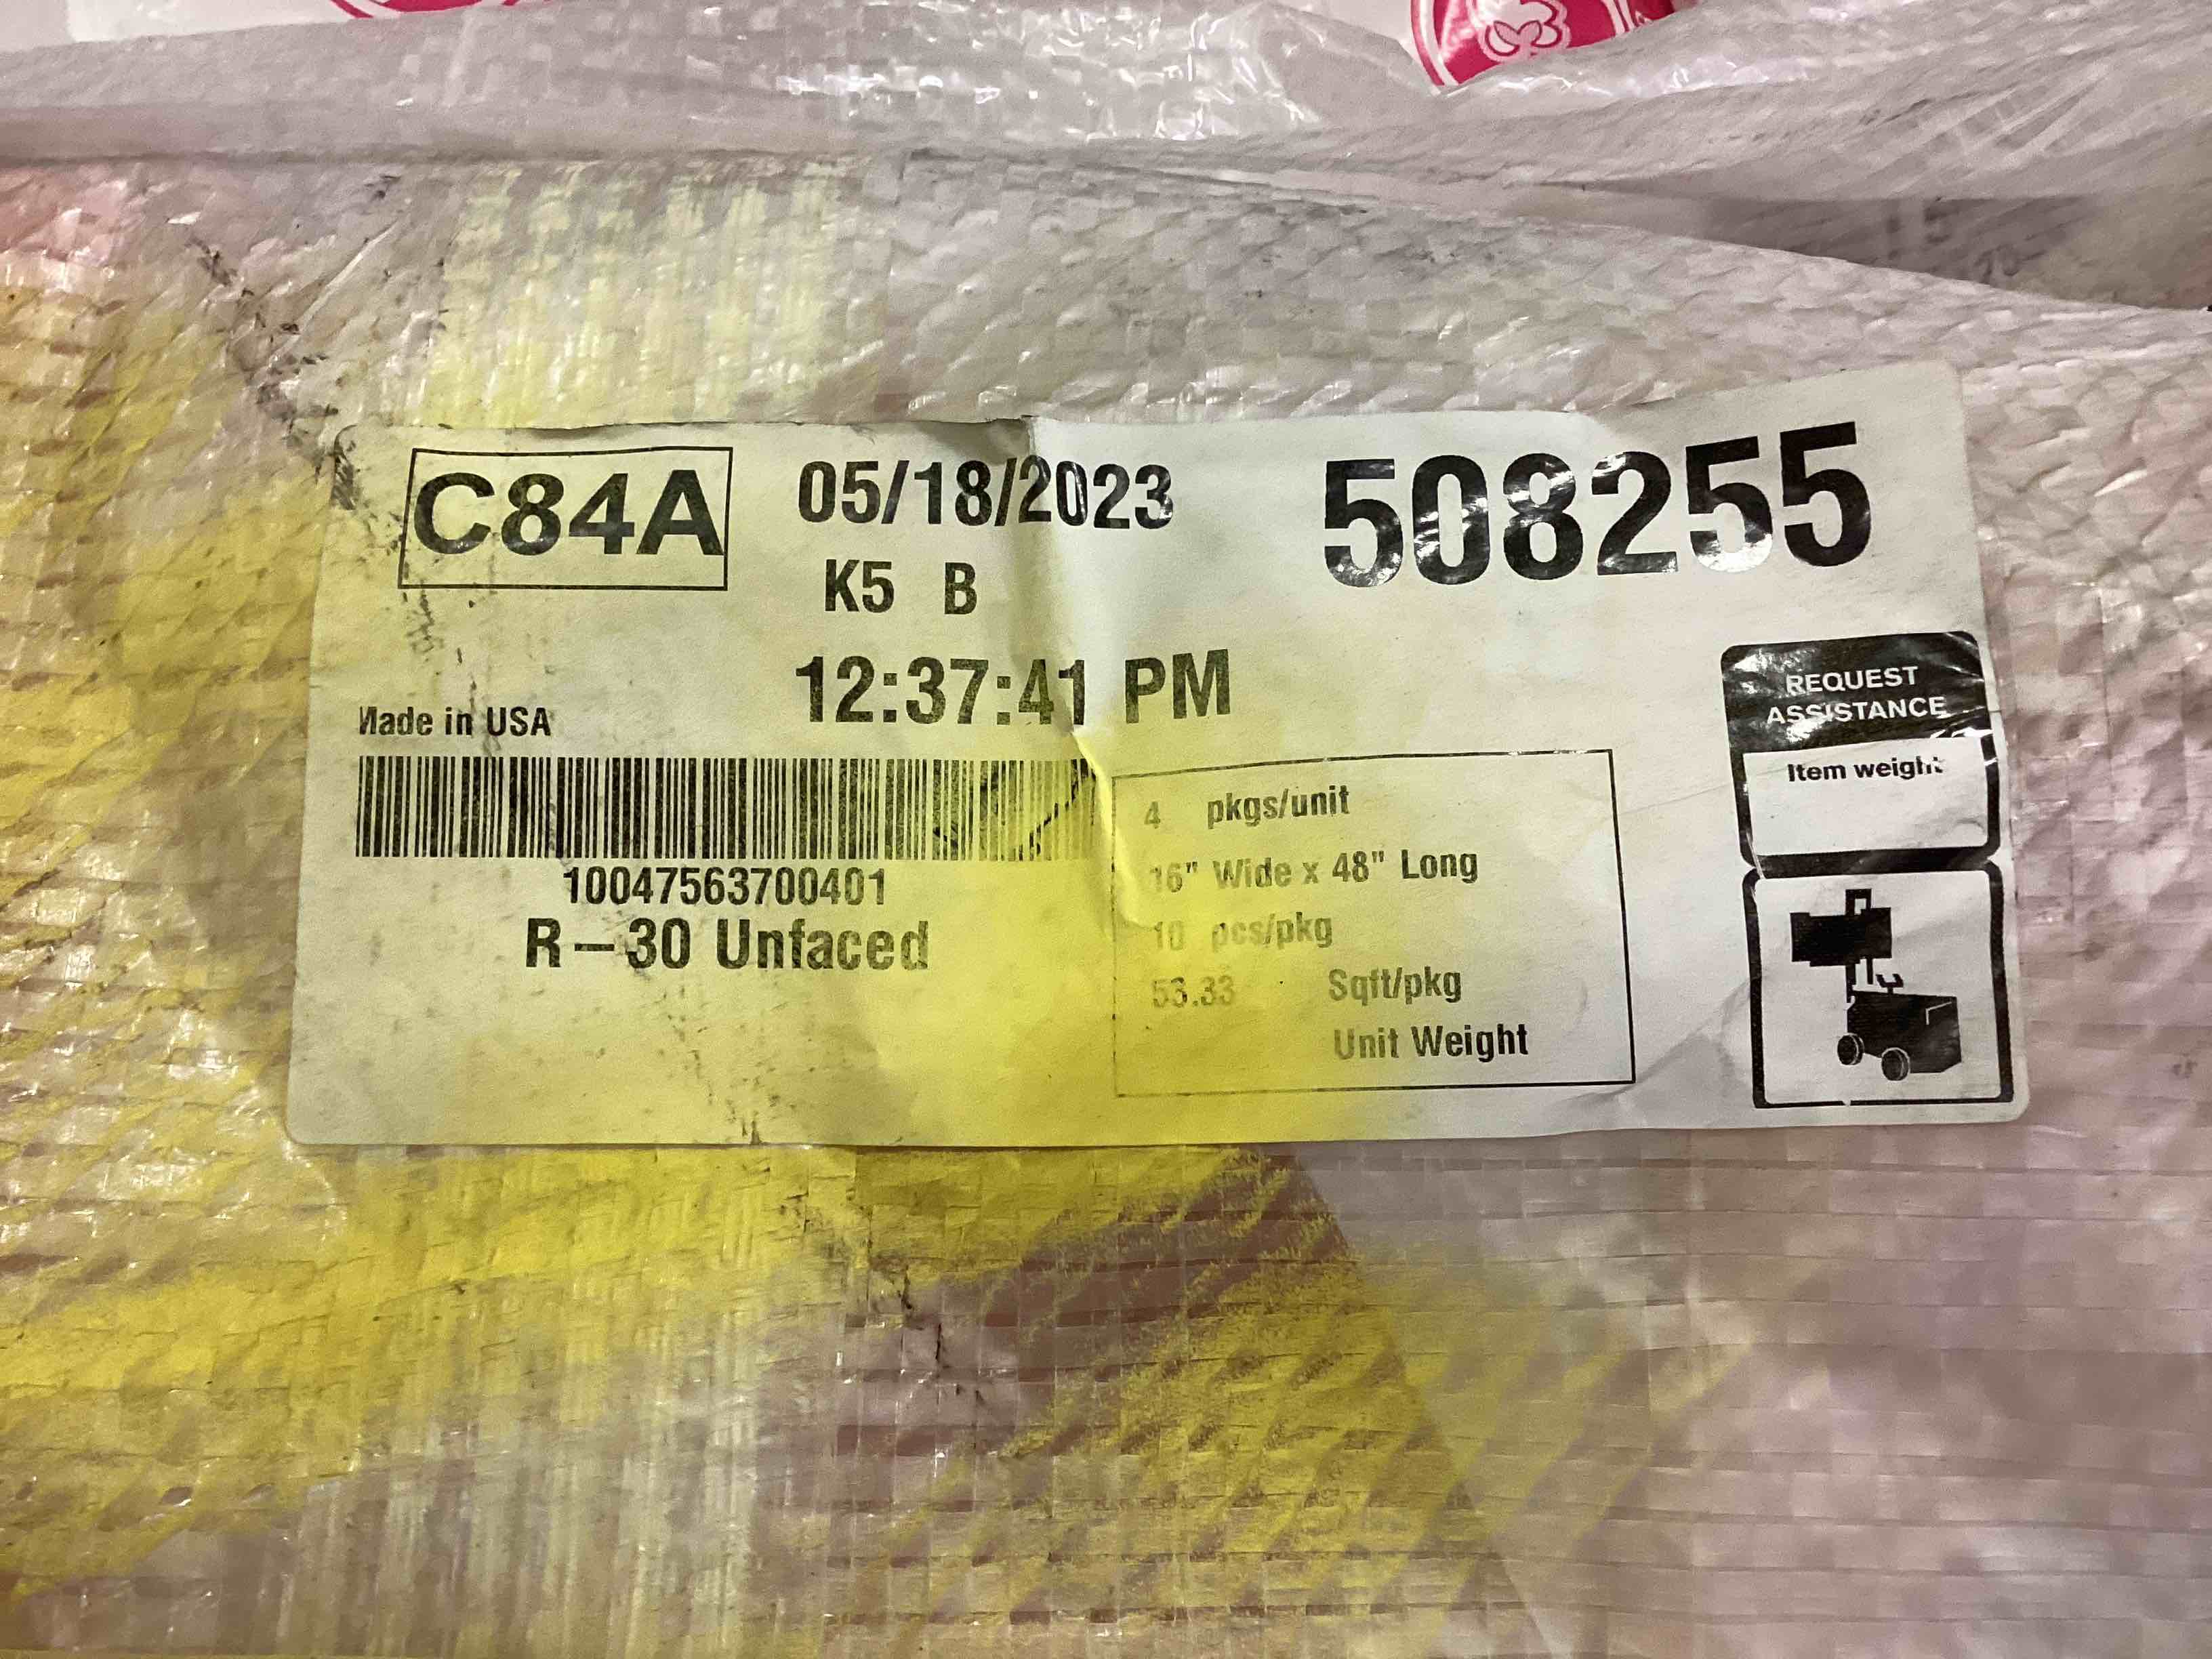 C84A
05/18/2023
508255
K5 B
12:37:41 PM
Made in USA
REQUEST
ASSISTANCE
Item weight
10047563700401
R-30 Unfaced
4 pkgs/unit
16" Wide x 48" Long
10 pcs/pkg
53.33 Sqft/pkg
Unit Weight